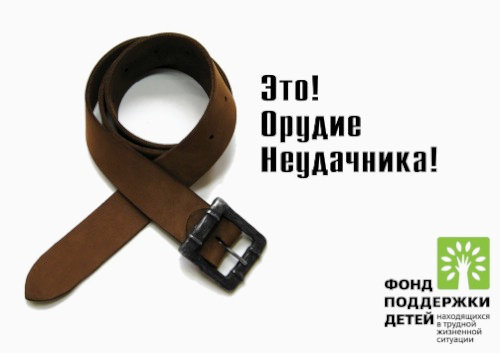 Это!
Орудие
Неудачника!
ФОНД
ПОДДЕРЖКИ
ДЕТЕЙ
находящихся
в трудной
жизненной
ситуации